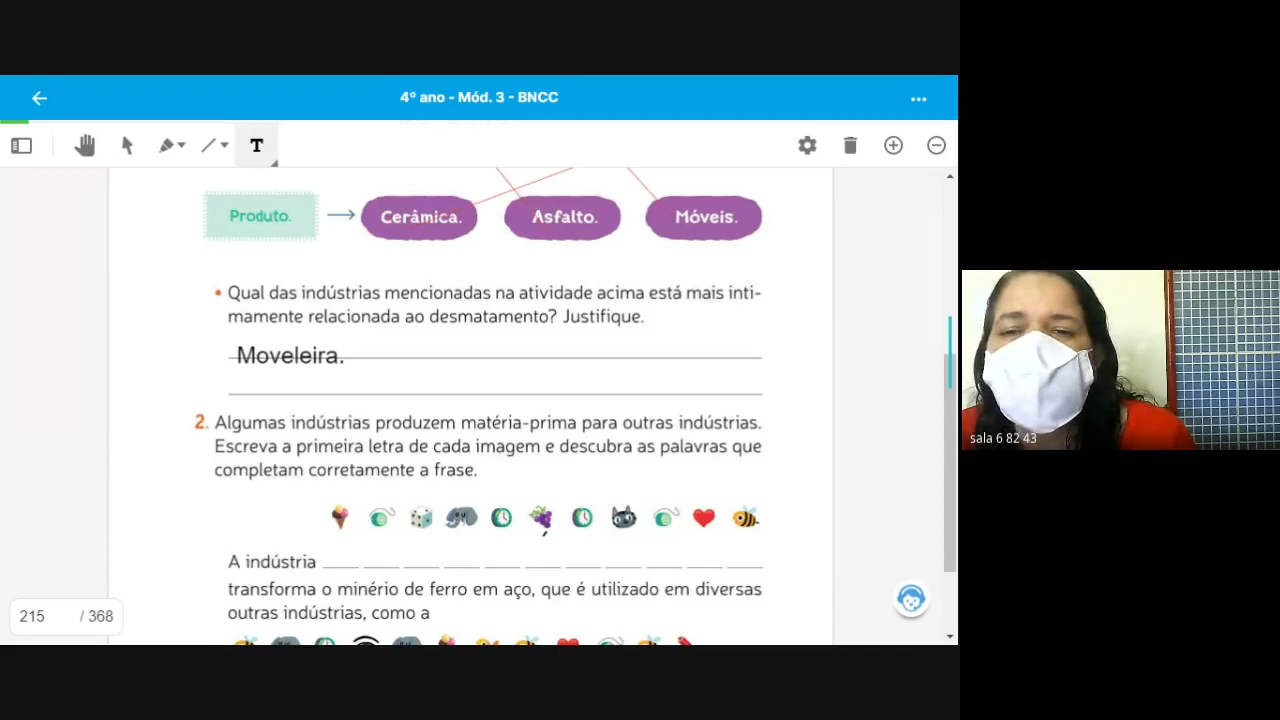 4º ano - Mód. 3 - BNCC
T
Produto.
Cerâmica.
Asfalto.
Móveis.
• Qual das indústrias mencionadas na atividade acima está mais inti-
mamente relacionada ao desmatamento? Justifique.
Moveleira.
2. Algumas indústrias produzem matéria-prima para outras indústrias.
Escreva a primeira letra de cada imagem e descubra as palavras que
completam corretamente a frase.
A indústria
transforma o minério de ferro em aço, que é utilizado em diversas
outras indústrias, como a
215 / 368
sala 6 82 43